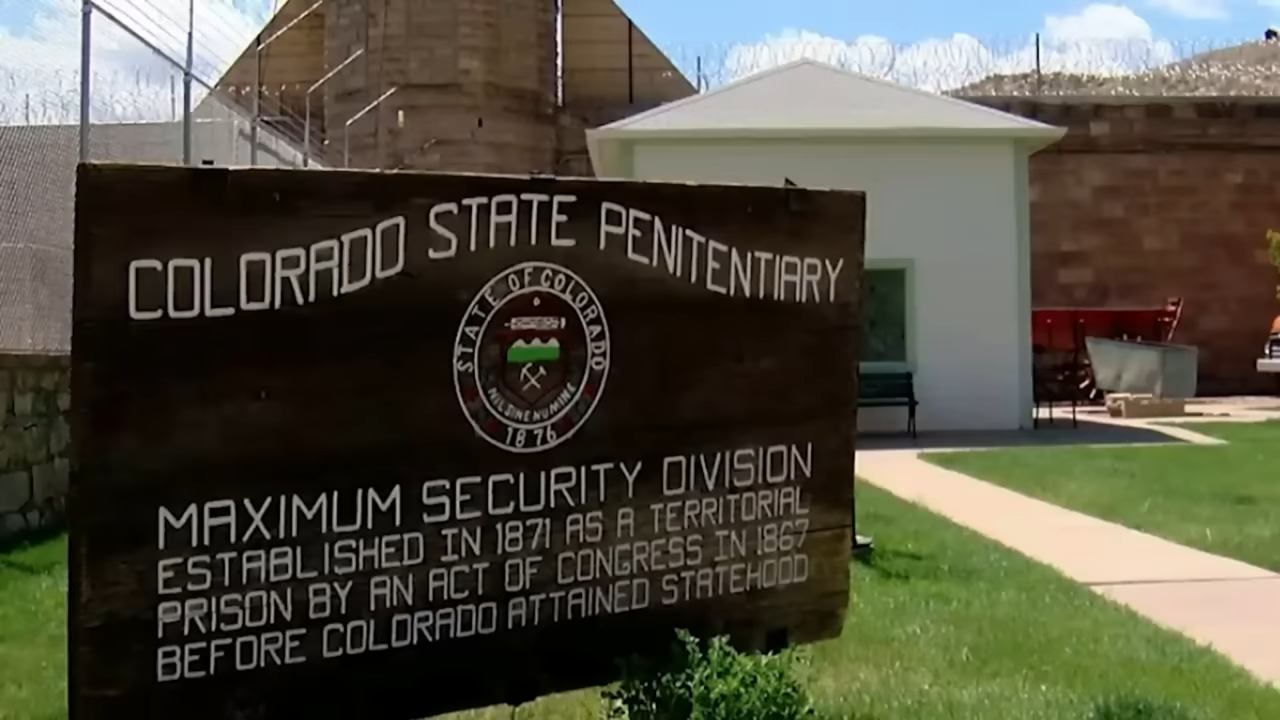 COLORADO STATE PENITENTIARY
STATE OF COLORADO
NIL SINE NUMINE
1876
MAXIMUM SECURITY DIVISION
ESTABLISHED IN 1871 AS A TERRITORIAL
PRISON BY AN ACT OF CONGRESS IN 1867
BEFORE COLORADO ATTAINED STATEHOOD